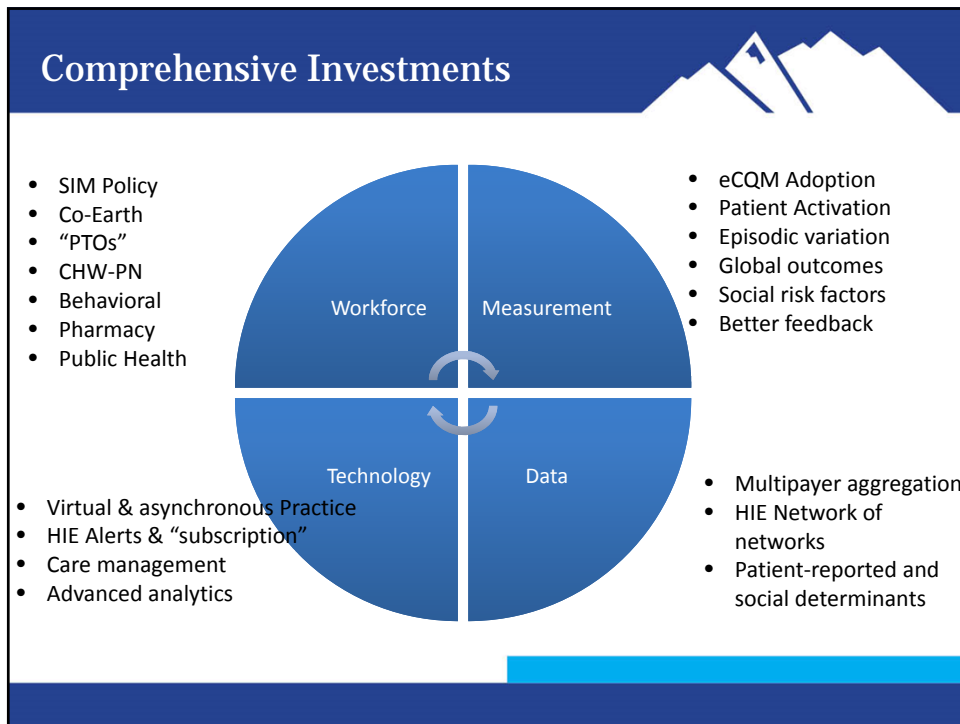 Comprehensive Investments
• SIM Policy
• Co-Earth
• “PTOs”
• CHW-PN
• Behavioral
• Pharmacy
• Public Health
Workforce
Measurement
• eCQM Adoption
• Patient Activation
• Episodic variation
• Global outcomes
• Social risk factors
• Better feedback
Technology
Data
• Virtual & asynchronous Practice
• HIE Alerts & “subscription”
• Care management
• Advanced analytics
• Multipayer aggregation
• HIE Network of
networks
• Patient-reported and
social determinants